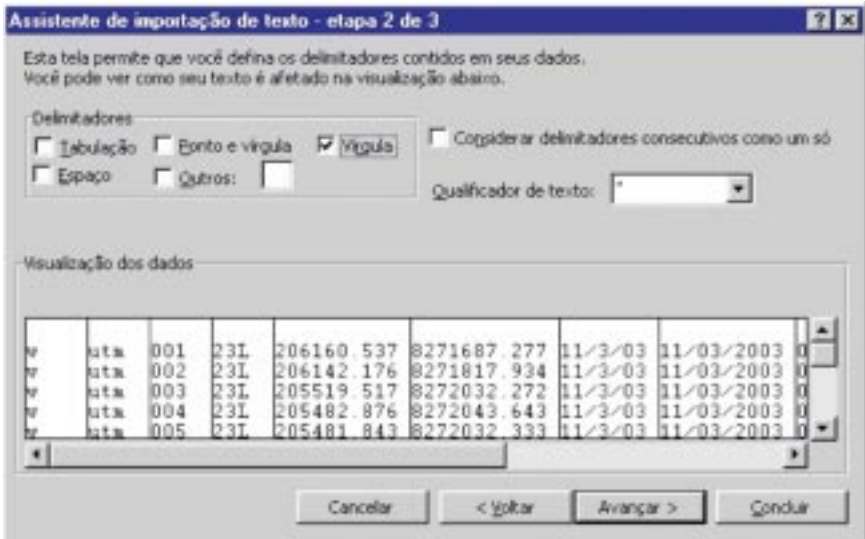 Assistente de importação de texto - etapa 2 de 3
Esta tela permite que você defina os delimitadores contidos em seus dados.
Você pode ver como seu texto é afetado na visualização abaixo.
Delimitadores
Tabulação Ponto e vírgula Vírgula
Espaço Outros:
Considerar delimitadores consecutivos como um só
Qualificador de texto: "
Visualização dos dados
w utm 001 23L 206160.537 8271687.277 11/3/03 11/03/2003 0
w utm 002 23L 206142.176 8271817.934 11/3/03 11/03/2003 0
w utm 003 23L 205519.517 8272032.272 11/3/03 11/03/2003 0
w utm 004 23L 205482.876 8272043.643 11/3/03 11/03/2003 0
w utm 005 23L 205481.843 8272032.333 11/3/03 11/03/2003 0
Cancelar < Voltar Avançar > Concluir